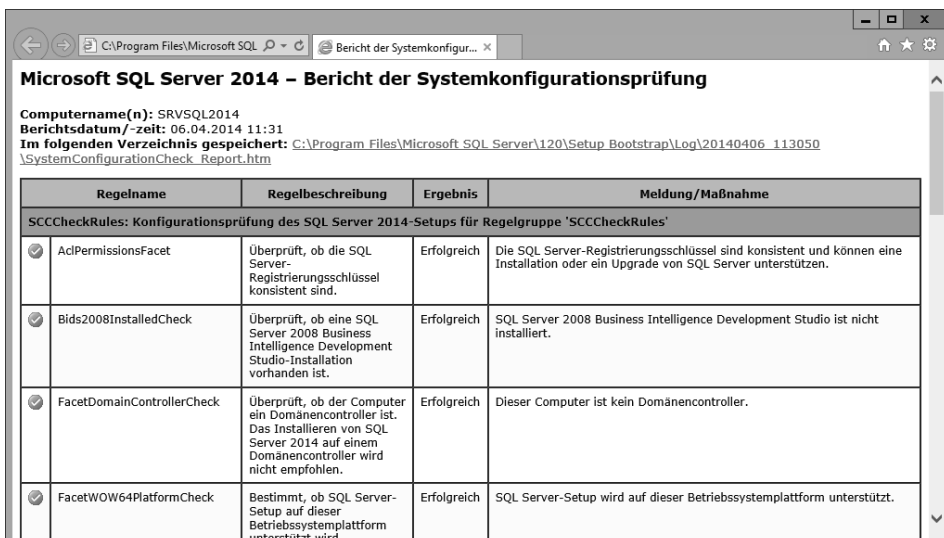 C:\Program Files\Microsoft SQL
Bericht der Systemkonfigur...
Microsoft SQL Server 2014 – Bericht der Systemkonfigurationsprüfung
Computername(n): SRVSQL2014
Berichtsdatum/-zeit: 06.04.2014 11:31
Im folgenden Verzeichnis gespeichert: C:\Program Files\Microsoft SQL Server\120\Setup Bootstrap\Log\20140406_113050
\SystemConfigurationCheck_Report.htm
Regelname Regelbeschreibung Ergebnis Meldung/Maßnahme
SCCCheckRules: Konfigurationsprüfung des SQL Server 2014-Setups für Regelgruppe 'SCCCheckRules'
AclPermissionsFacet
Überprüft, ob die SQL
Server-
Registrierungsschlüssel
konsistent sind.
Erfolgreich
Die SQL Server-Registrierungsschlüssel sind konsistent und können eine
Installation oder ein Upgrade von SQL Server unterstützen.
Bids2008InstalledCheck
Überprüft, ob eine SQL
Server 2008 Business
Intelligence Development
Studio-Installation
vorhanden ist.
Erfolgreich
SQL Server 2008 Business Intelligence Development Studio ist nicht
installiert.
FacetDomainControllerCheck
Überprüft, ob der Computer
ein Domänencontroller ist.
Das Installieren von SQL
Server 2014 auf einem
Domänencontroller wird
nicht empfohlen.
Erfolgreich
Dieser Computer ist kein Domänencontroller.
FacetWOW64PlatformCheck
Bestimmt, ob SQL Server-
Setup auf dieser
Betriebssystemplattform
unterstützt wird.
Erfolgreich
SQL Server-Setup wird auf dieser Betriebssystemplattform unterstützt.